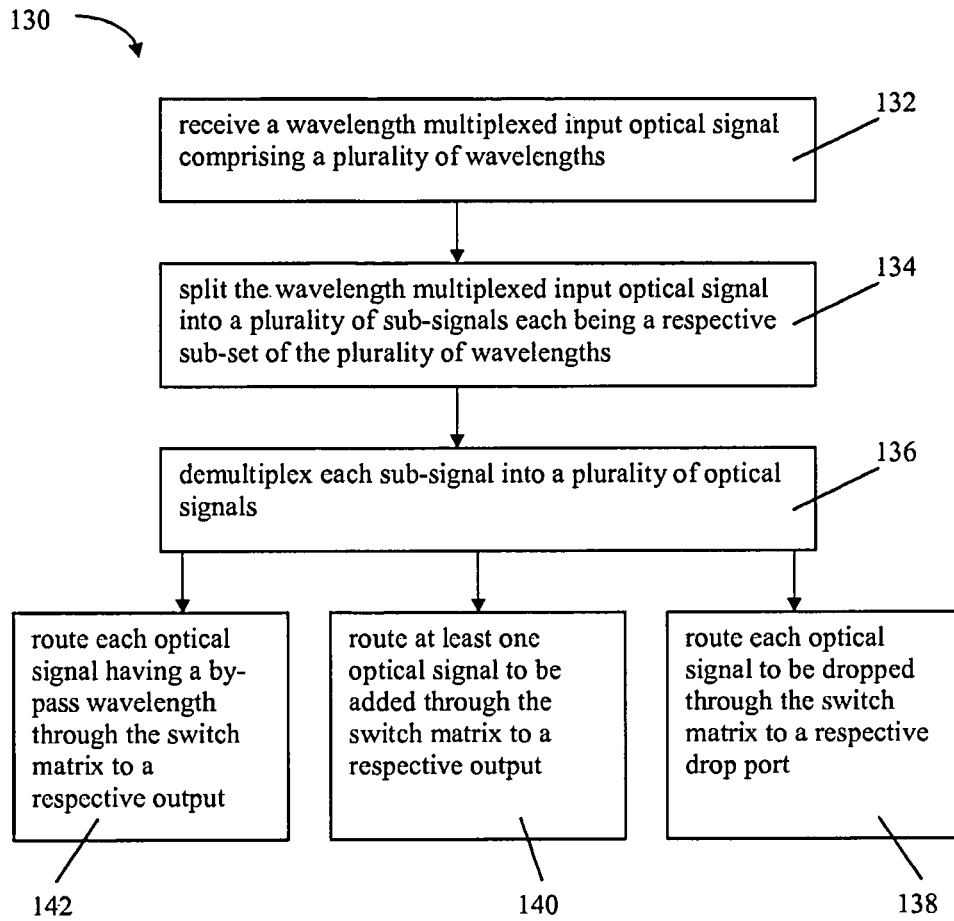 130
132
receive a wavelength multiplexed input optical signal
comprising a plurality of wavelengths
134
split the wavelength multiplexed input optical signal
into a plurality of sub-signals each being a respective
sub-set of the plurality of wavelengths
136
demultiplex each sub-signal into a plurality of optical
signals
route each optical
signal having a by-
pass wavelength
through the switch
matrix to a
respective output
route at least one
optical signal to be
added through the
switch matrix to a
respective output
route each optical
signal to be dropped
through the switch
matrix to a respective
drop port
142
140
138